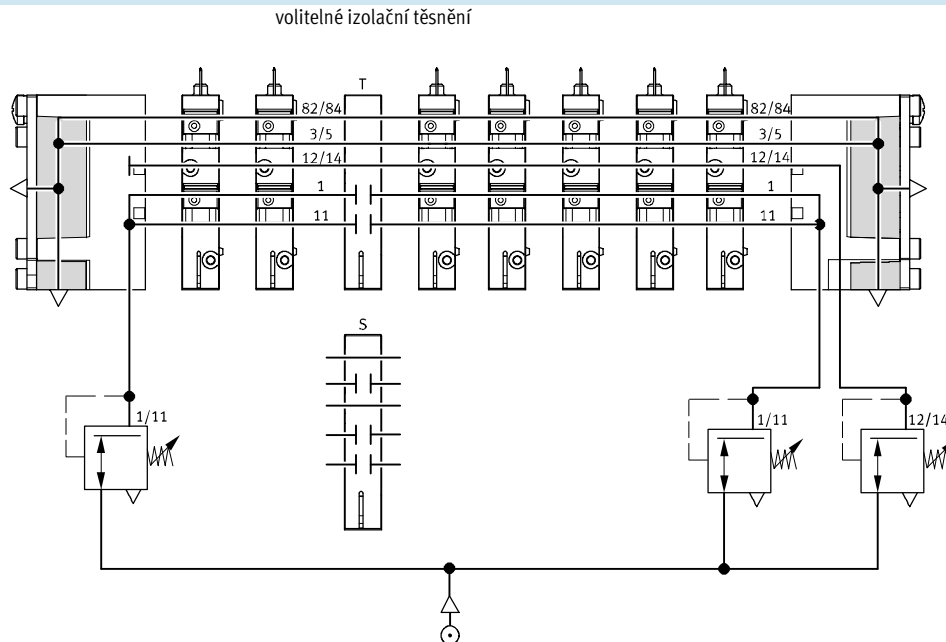 volitelné izolační těsnění
T
82/84 82/84
3/5 3/5
12/14 12/14
1 1
11 11
S
1/11 1/11 12/14